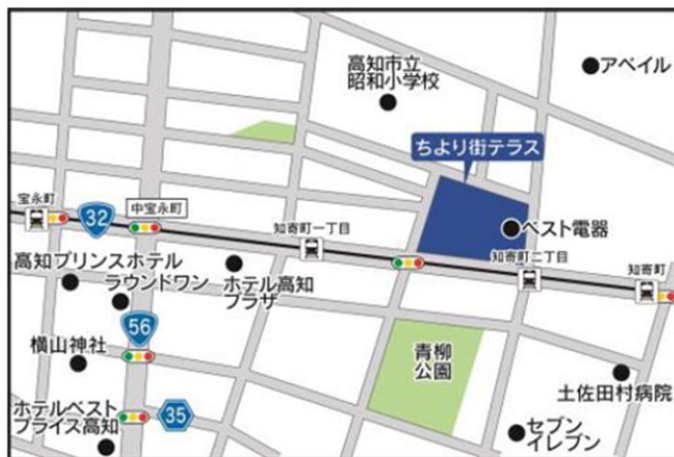 高知市立
昭和小学校
アベイル
ちより街テラス
宝永町
32
中宝永町
知寄町一丁目
ベスト電器
知寄町二丁目
知寄町
高知プリンスホテル
ラウンドワン
ホテル高知
プラザ
56
横山神社
青柳
公園
土佐田村病院
ホテルベスト
プライス高知
35
セブン
イレブン